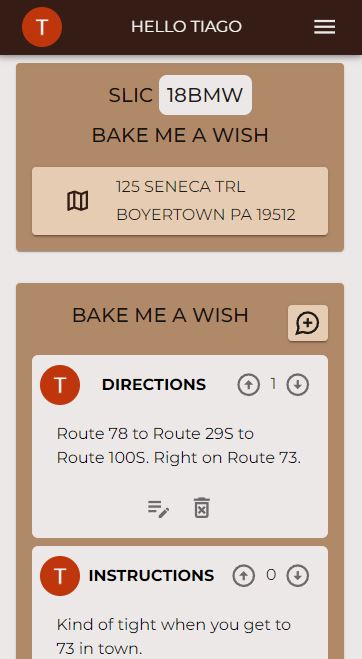 T
HELLO TIAGO
SLIC 18BMW
BAKE ME A WISH
125 SENECA TRL
BOYERTOWN PA 19512
BAKE ME A WISH
T
DIRECTIONS
1
Route 78 to Route 29S to
Route 100S. Right on Route 73.
T
INSTRUCTIONS
0
Kind of tight when you get to
73 in town.